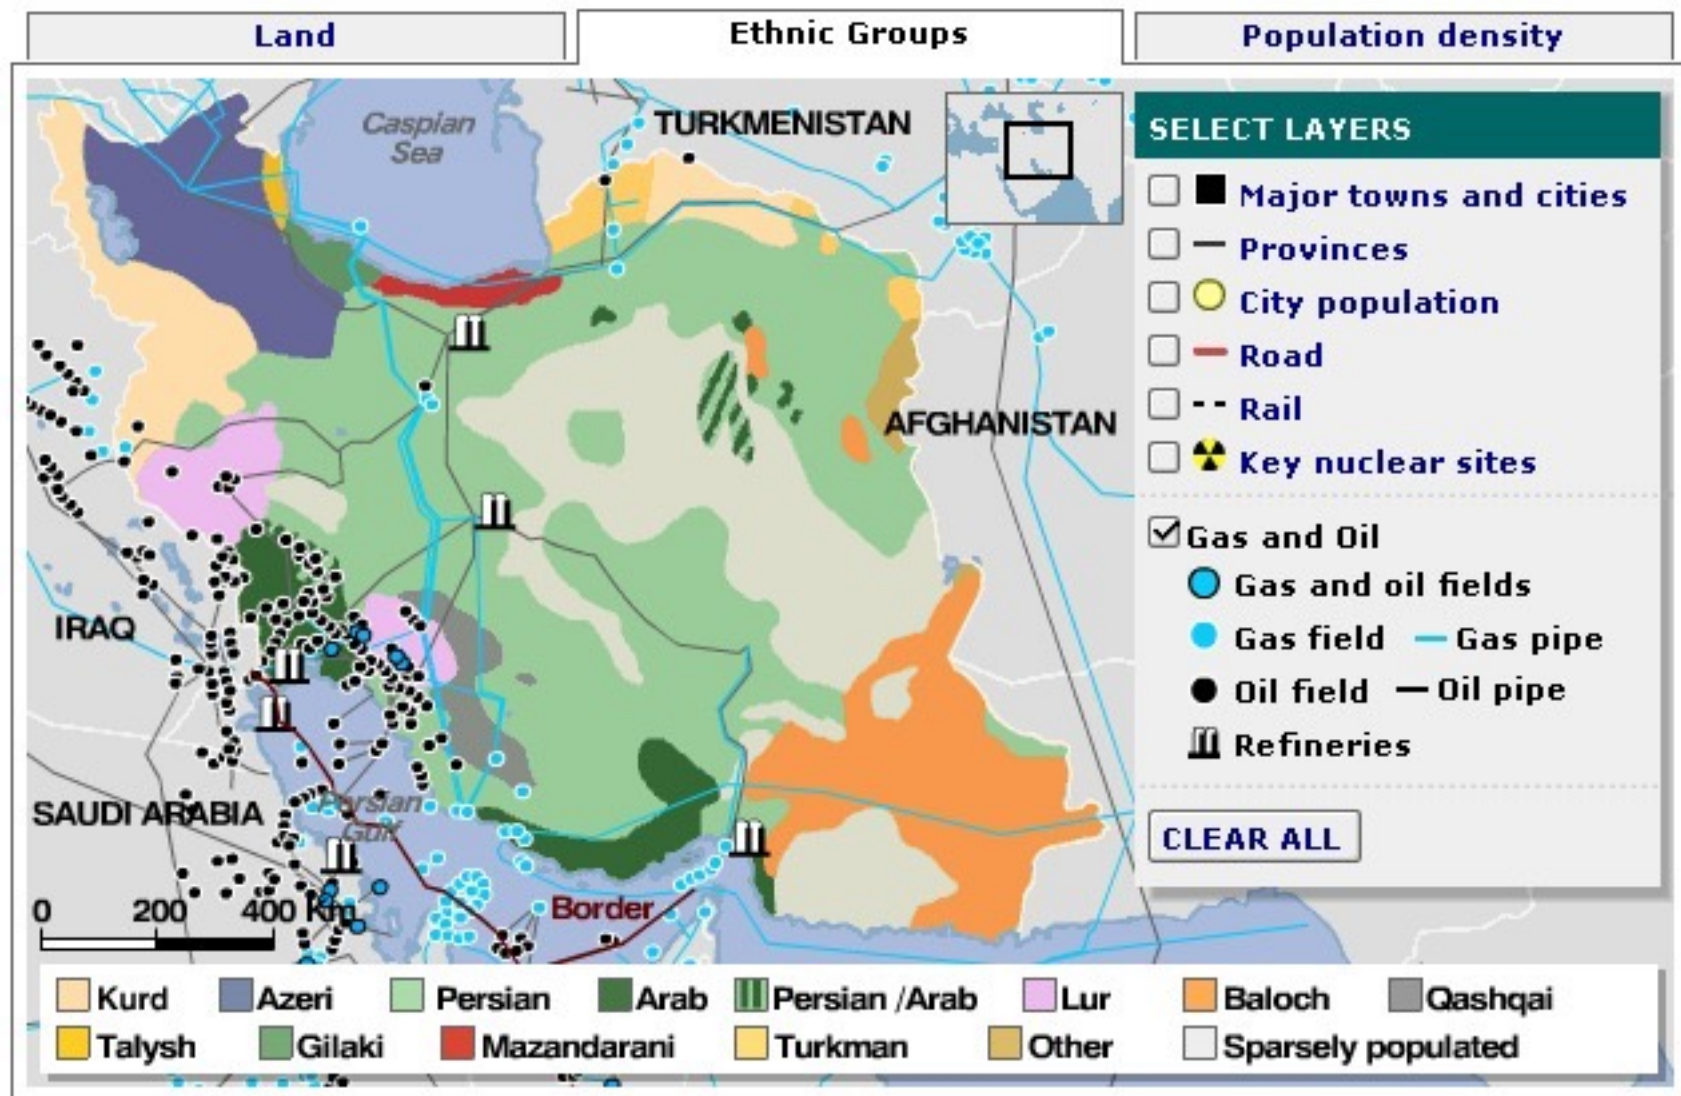 Land
Ethnic Groups
Population density
Caspian
Sea
TURKMENISTAN
AFGHANISTAN
IRAQ
SAUDI ARABIA
Persian
Gulf
Border
0 200 400 Km
SELECT LAYERS
Major towns and cities
Provinces
City population
Road
Rail
Key nuclear sites
Gas and Oil
Gas and oil fields
Gas field Gas pipe
Oil field Oil pipe
Refineries
CLEAR ALL
Kurd Azeri Persian Arab Persian /Arab Lur Baloch Qashqai
Talysh Gilaki Mazandarani Turkman Other Sparsely populated